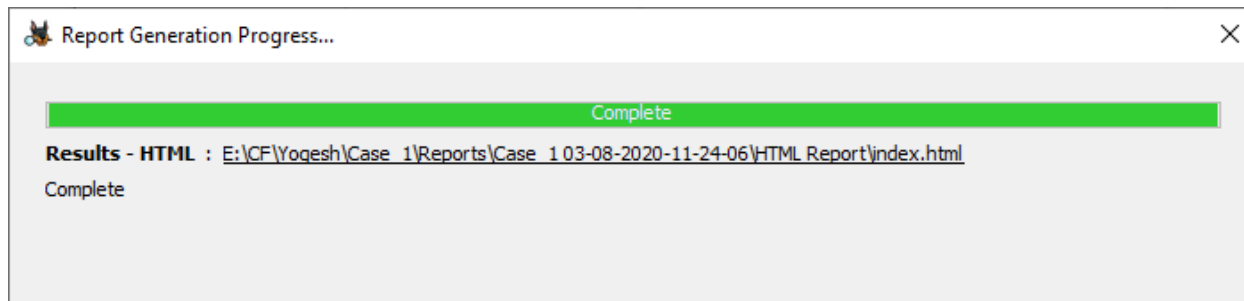 Report Generation Progress...
Complete
Results - HTML : E:\CF\Yogesh\Case_1\Reports\Case_1 03-08-2020-11-24-06\HTML Report\index.html
Complete